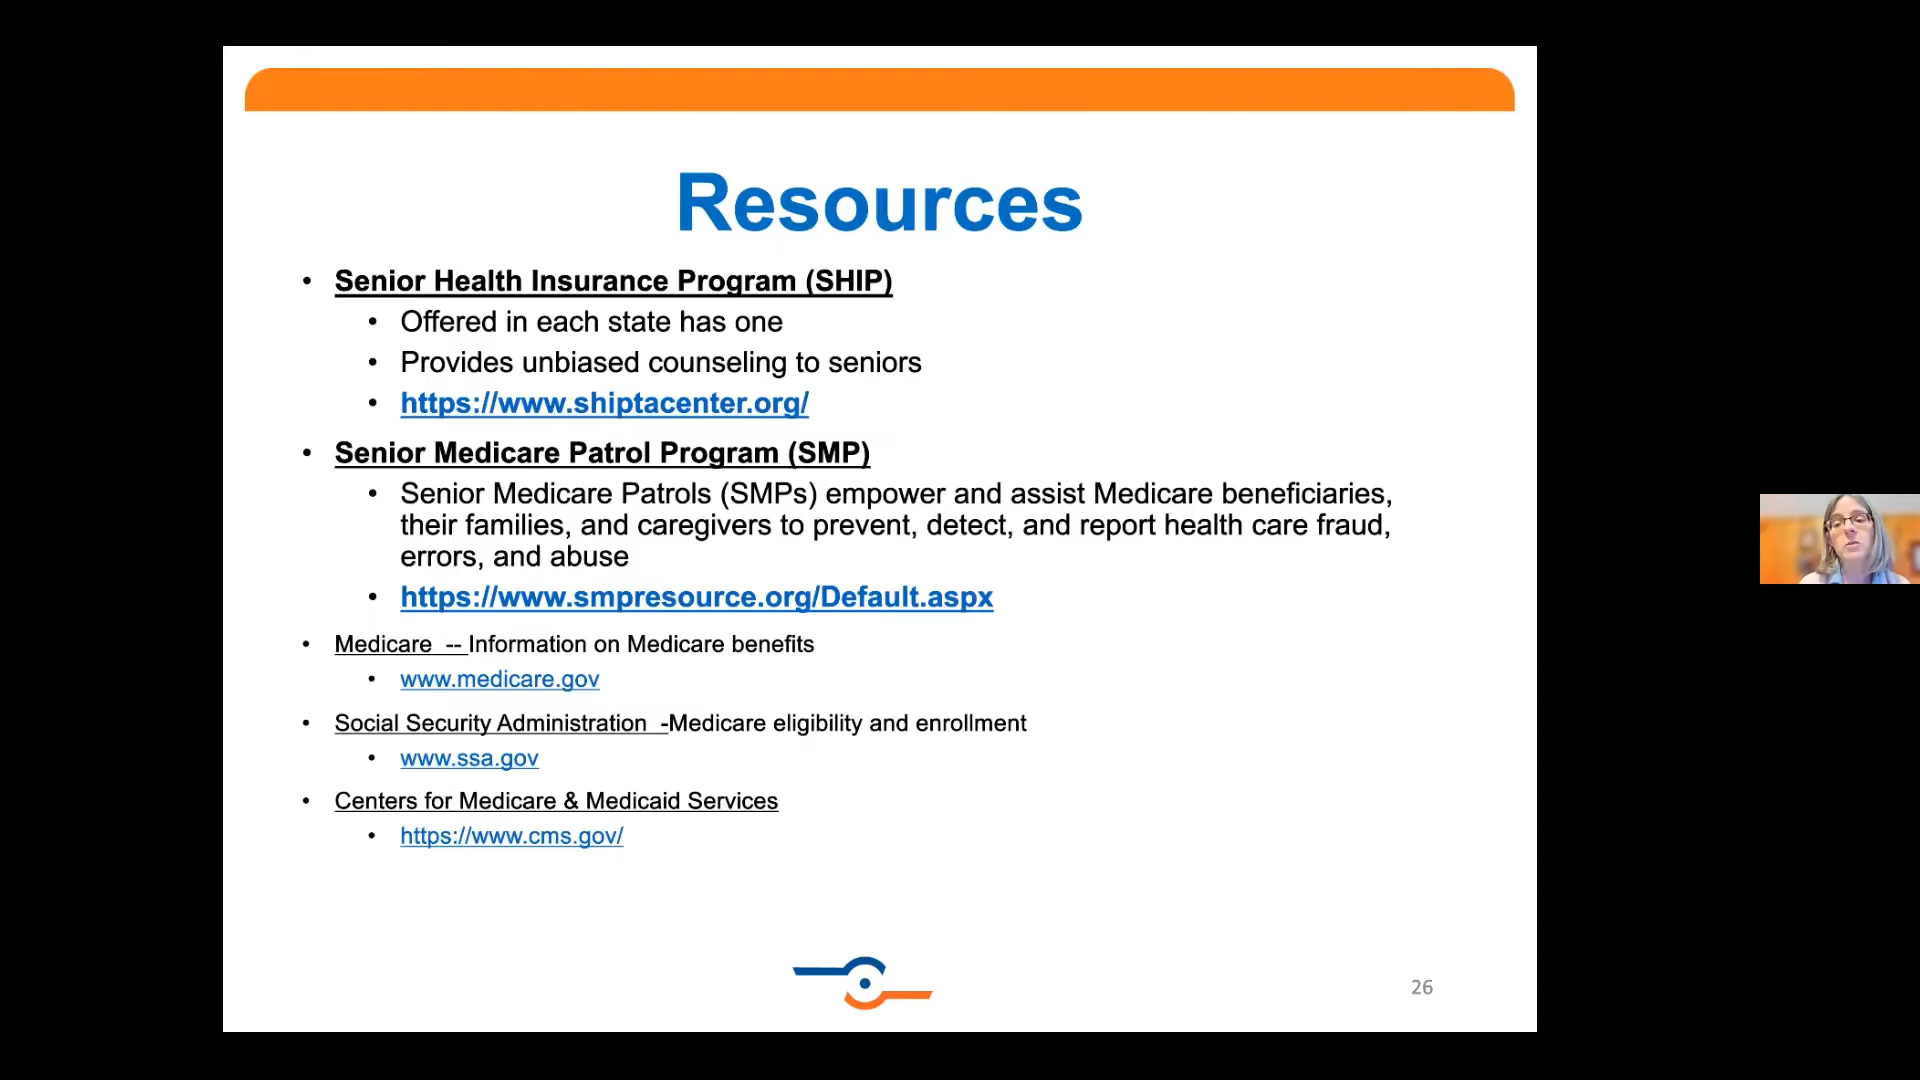 Resources
• Senior Health Insurance Program (SHIP)
• Offered in each state has one
• Provides unbiased counseling to seniors
• https://www.shiptacenter.org/
• Senior Medicare Patrol Program (SMP)
• Senior Medicare Patrols (SMPs) empower and assist Medicare beneficiaries,
their families, and caregivers to prevent, detect, and report health care fraud,
errors, and abuse
• https://www.smpresource.org/Default.aspx
• Medicare -- Information on Medicare benefits
• www.medicare.gov
• Social Security Administration -Medicare eligibility and enrollment
• www.ssa.gov
• Centers for Medicare & Medicaid Services
• https://www.cms.gov/
26